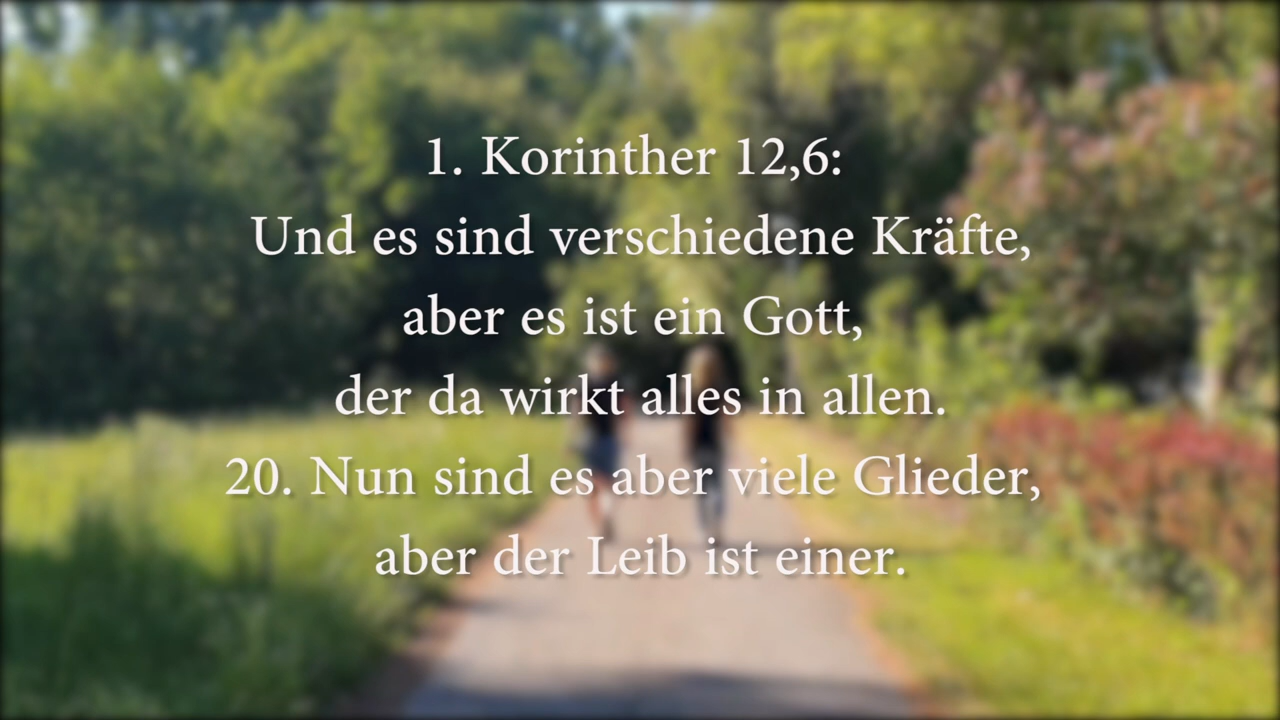 1. Korinther 12,6:
Und es sind verschiedene Kräfte,
aber es ist ein Gott,
der da wirkt alles in allen.
20. Nun sind es aber viele Glieder,
aber der Leib ist einer.